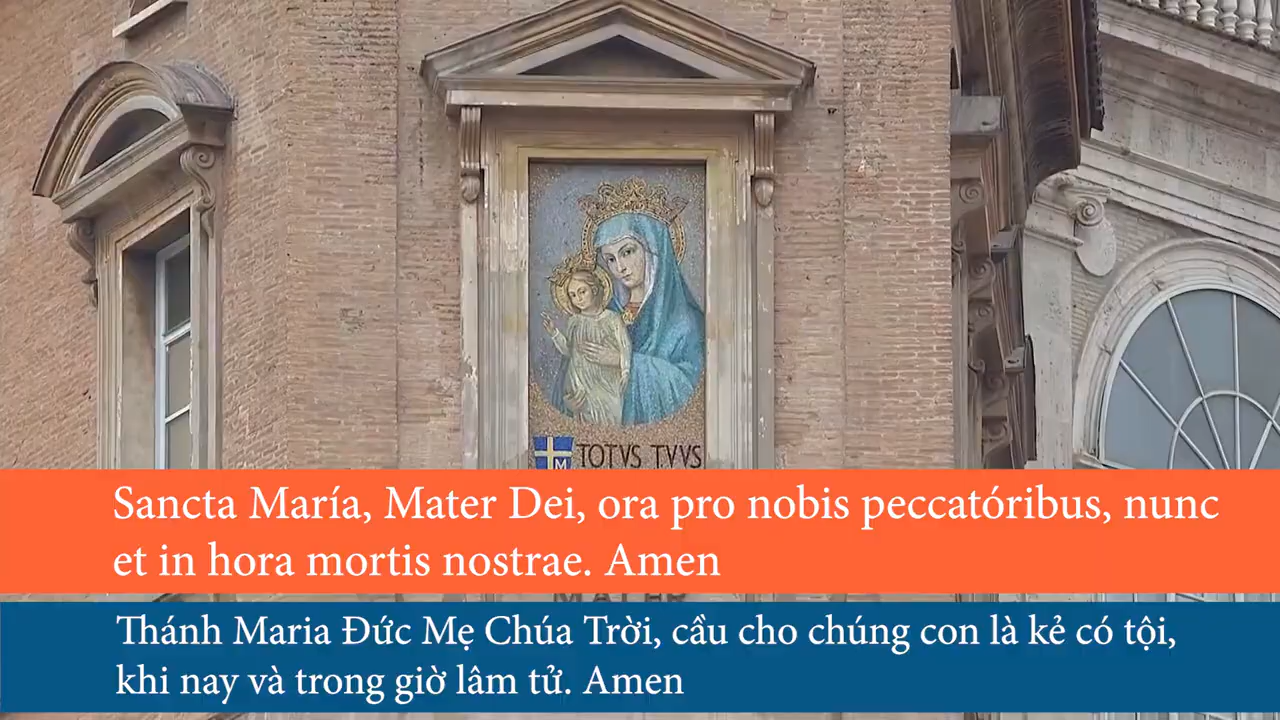 M TOTVS TVVS
Sancta María, Mater Dei, ora pro nobis peccatóribus, nunc
et in hora mortis nostrae. Amen
Thánh Maria Đức Mẹ Chúa Trời, cầu cho chúng con là kẻ có tội,
khi nay và trong giờ lâm tử. Amen